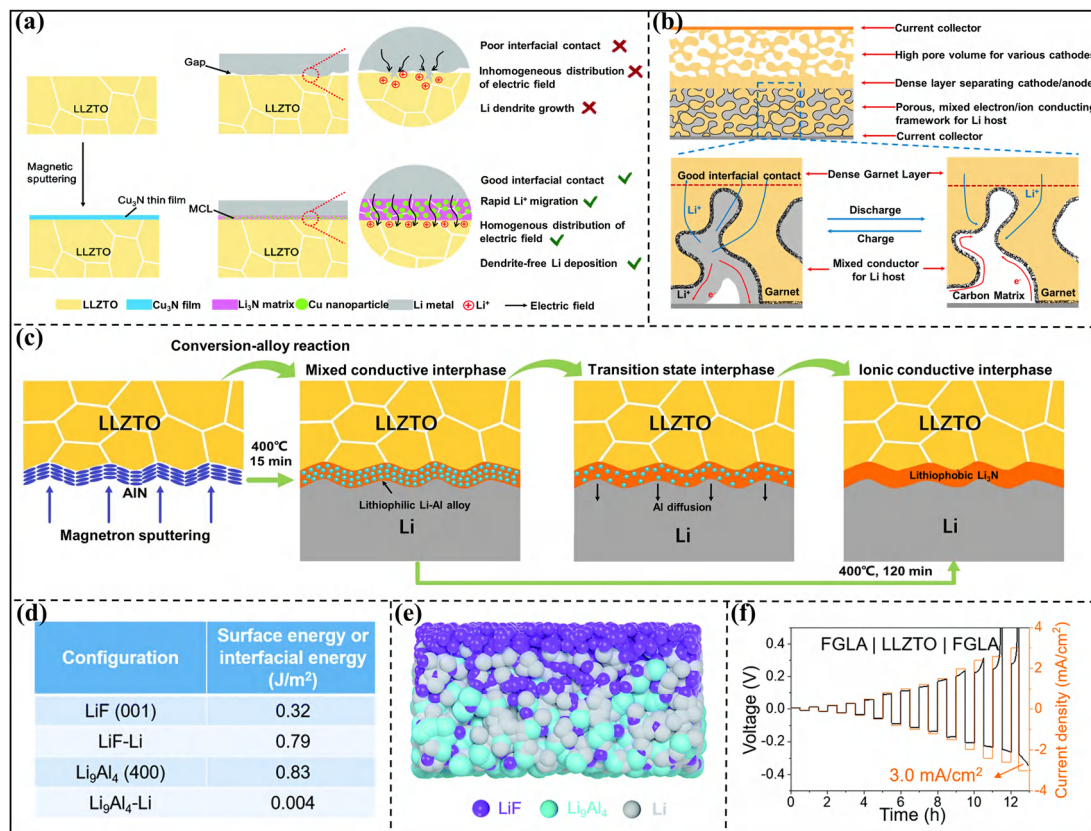 (a)
Gap
LLZTO
LLZTO
Poor interfacial contact
Inhomogeneous distribution
of electric field
Li dendrite growth
Magnetic
sputtering
Cu₃N thin film
LLZTO
MCL
LLZTO
Good interfacial contact
Rapid Li⁺ migration
Homogenous distribution of
electric field
Dendrite-free Li deposition
LLZTO Cu₃N film Li₃N matrix Cu nanoparticle Li metal Li⁺ Electric field
(b)
Current collector
High pore volume for various cathodes
Dense layer separating cathode/anode
Porous, mixed electron/ion conducting
framework for Li host
Current collector
Good interfacial contact
Dense Garnet Layer
Li⁺
Discharge
Charge
Mixed conductor
for Li host
Li⁺
e⁻
Garnet
e⁻
Carbon Matrix
Garnet
(c)
Conversion-alloy reaction
Mixed conductive interphase
Transition state interphase
Ionic conductive interphase
LLZTO
AlN
Magnetron sputtering
400℃
15 min
LLZTO
Lithiophilic Li-Al alloy
Li
LLZTO
Al diffusion
Li
LLZTO
Lithiophobic Li₃N
Li
400℃, 120 min
(d)
Configuration
Surface energy or
interfacial energy
(J/m²)
LiF (001) 0.32
LiF-Li 0.79
Li₉Al₄ (400) 0.83
Li₉Al₄-Li 0.004
(e)
LiF Li₉Al₄ Li
(f)
FGLA | LLZTO | FGLA
3.0 mA/cm²
Voltage (V)
0.4
0.2
0.0
-0.2
-0.4
0 2 4 6 8 10 12
Time (h)
4
3
2
1
0
-1
-2
-3
-4
Current density (mA/cm²)